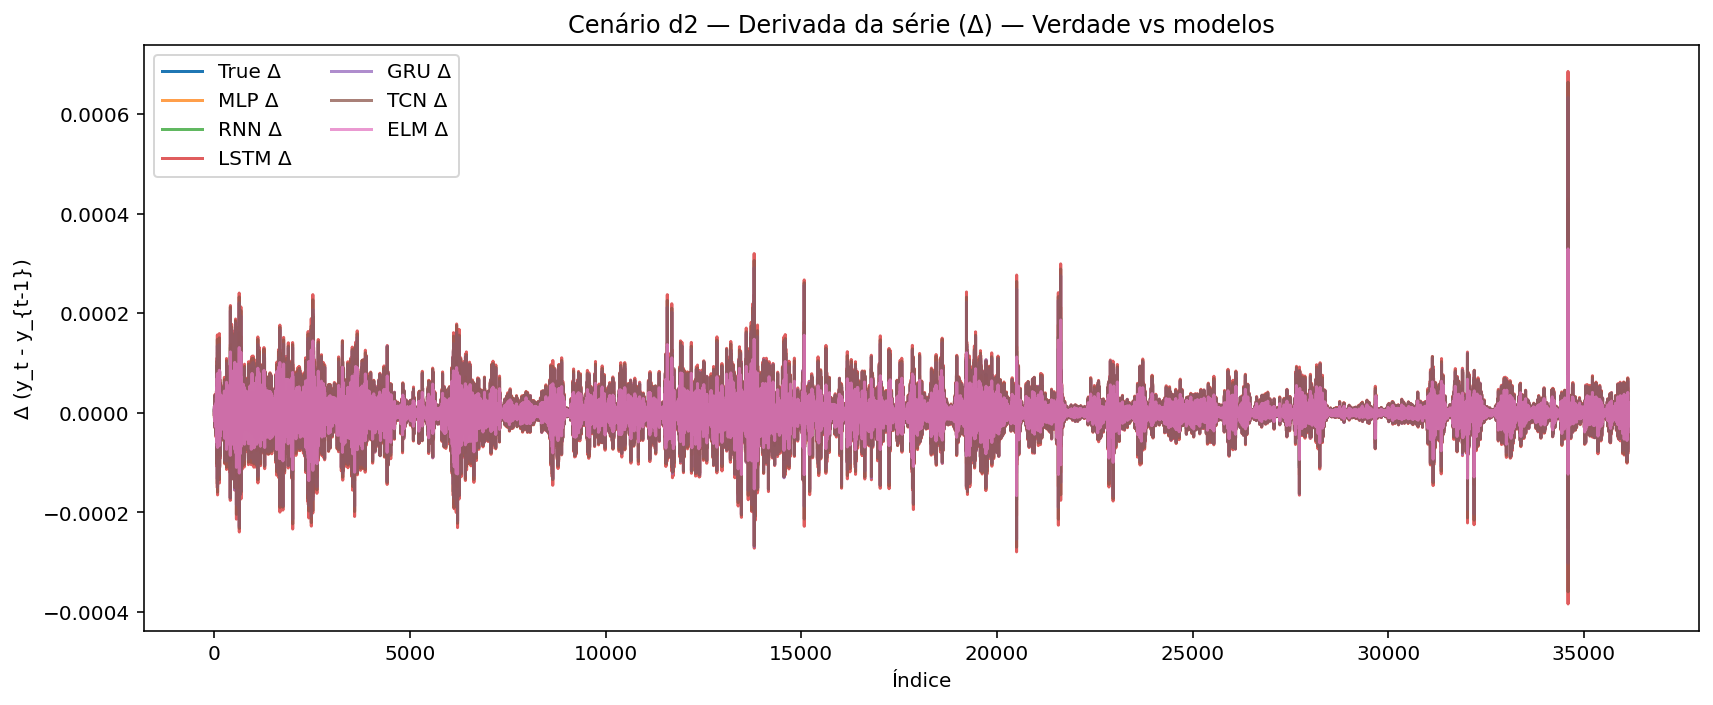 Cenário d2 — Derivada da série (Δ) — Verdade vs modelos
True Δ
MLP Δ
RNN Δ
LSTM Δ
GRU Δ
TCN Δ
ELM Δ
Δ (y_t - y_{t-1})
0.0006
0.0004
0.0002
0.0000
−0.0002
−0.0004
0 5000 10000 15000 20000 25000 30000 35000
Índice